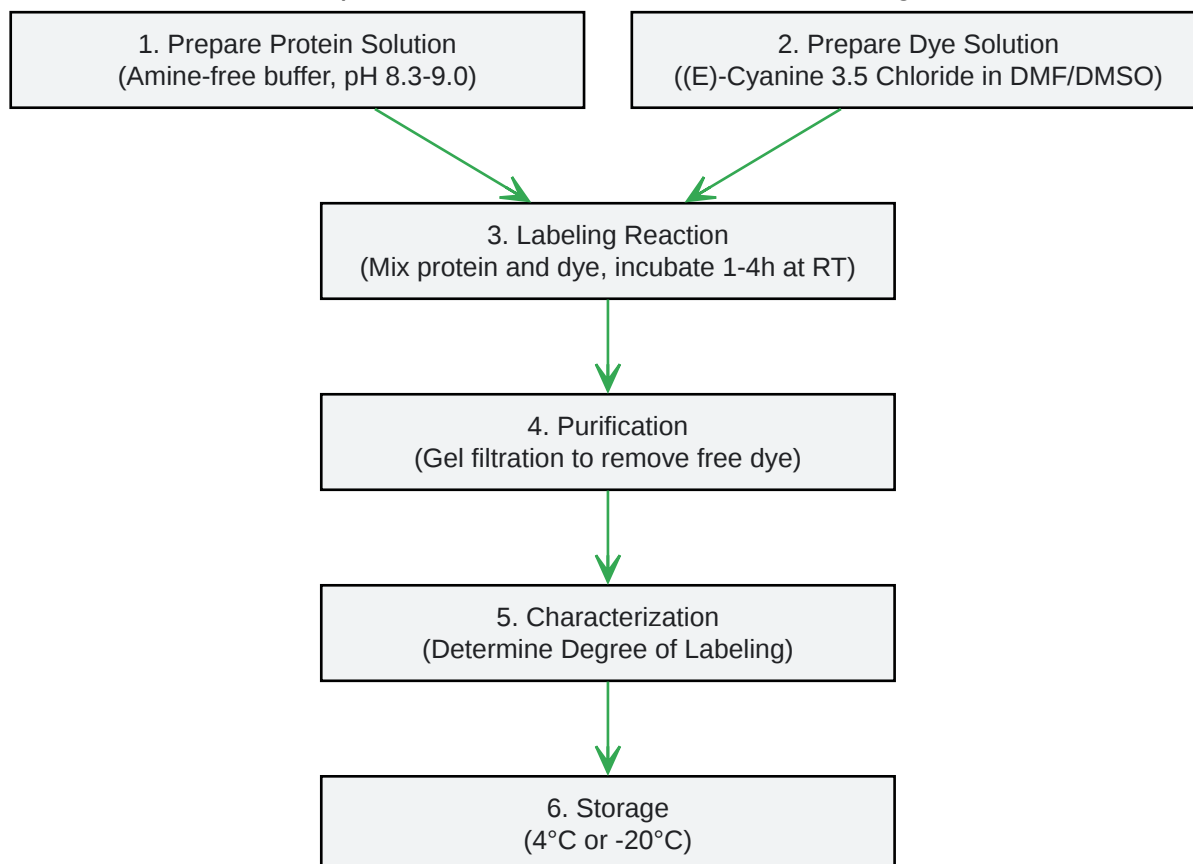 1. Prepare Protein Solution
(Amine-free buffer, pH 8.3-9.0)
2. Prepare Dye Solution
((E)-Cyanine 3.5 Chloride in DMF/DMSO)
3. Labeling Reaction
(Mix protein and dye, incubate 1-4h at RT)
4. Purification
(Gel filtration to remove free dye)
5. Characterization
(Determine Degree of Labeling)
6. Storage
(4°C or -20°C)